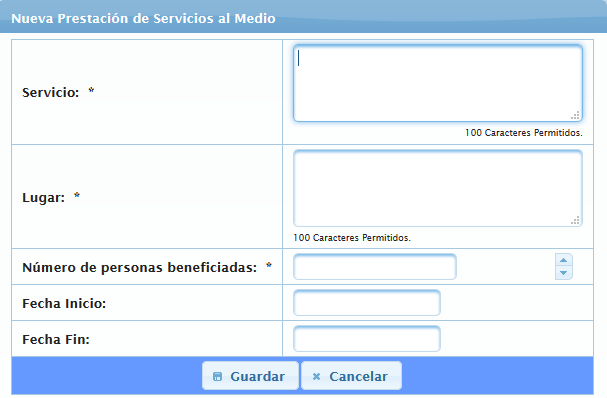 Nueva Prestación de Servicios al Medio
Servicio: *
100 Caracteres Permitidos.
Lugar: *
100 Caracteres Permitidos.
Número de personas beneficiadas: *
Fecha Inicio:
Fecha Fin:
Guardar Cancelar